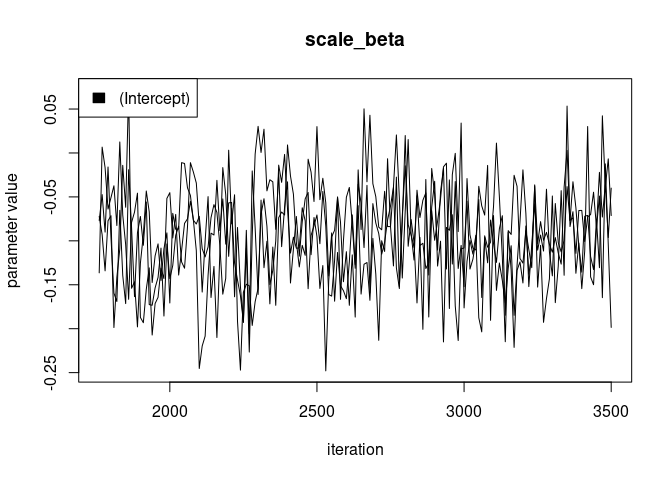 scale_beta
(Intercept)
parameter value
0.05
-0.05
-0.15
-0.25
2000 2500 3000 3500
iteration